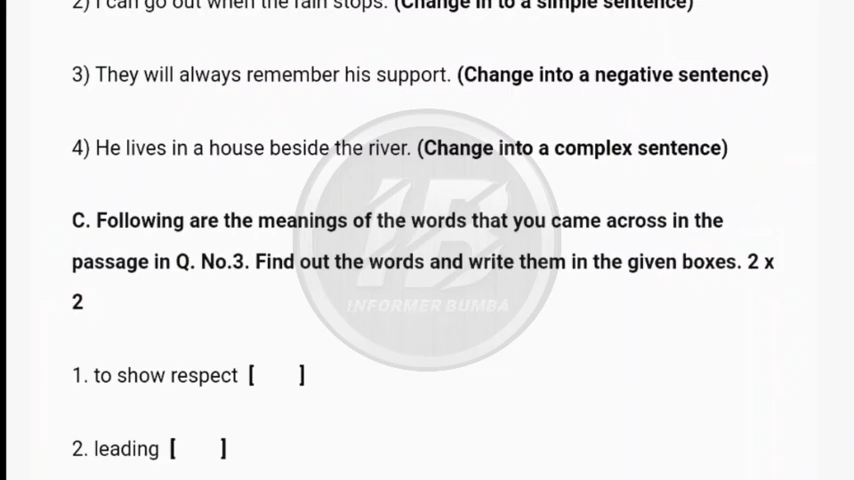 2) I can go out when the rain stops. (Change in to a simple sentence)
3) They will always remember his support. (Change into a negative sentence)
4) He lives in a house beside the river. (Change into a complex sentence)
C. Following are the meanings of the words that you came across in the
passage in Q. No.3. Find out the words and write them in the given boxes. 2 x
2
IB
INFORMER BUMBA
1. to show respect [ ]
2. leading [ ]